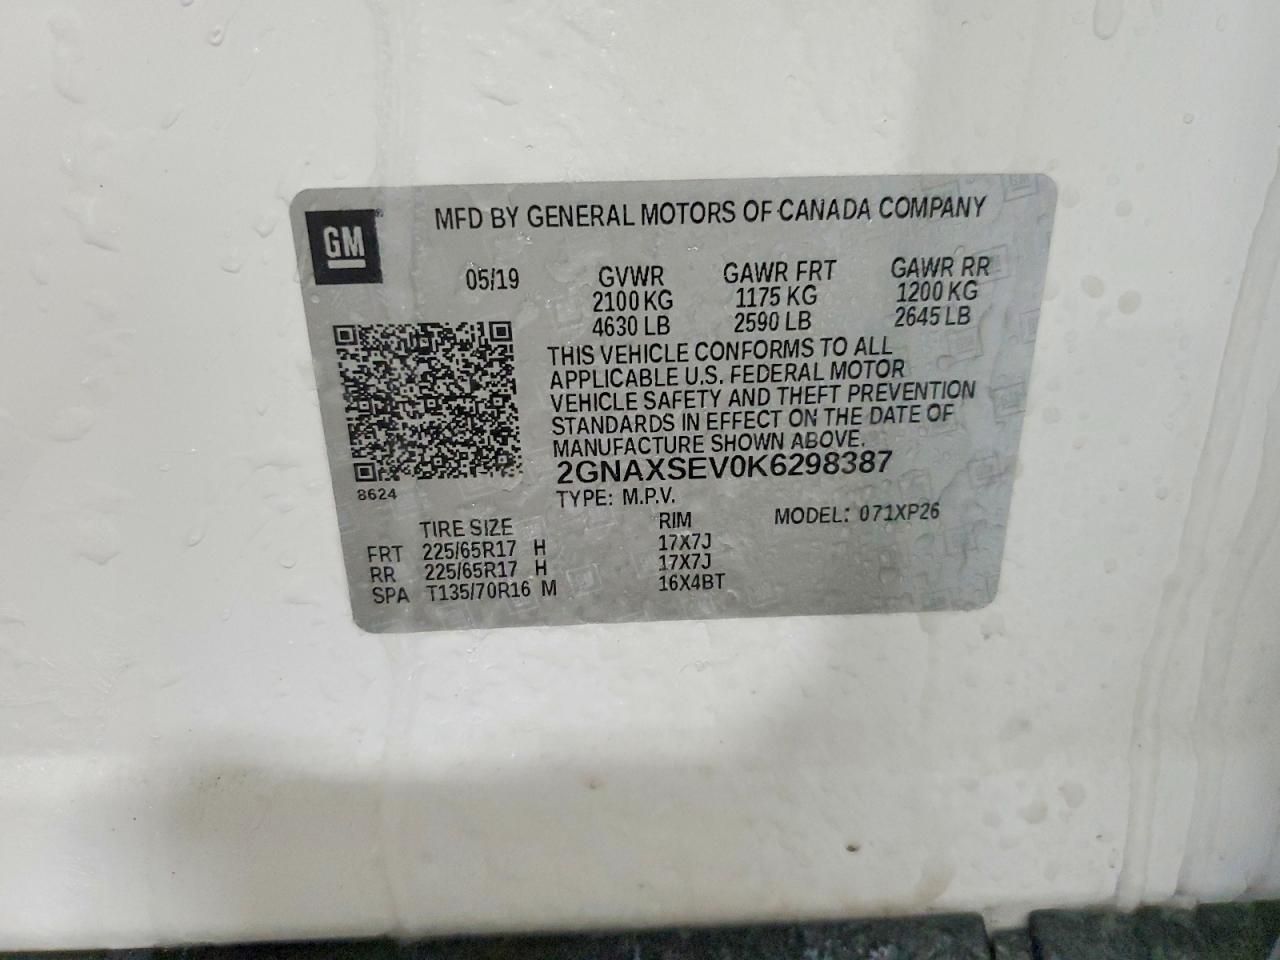 GM
MFD BY GENERAL MOTORS OF CANADA COMPANY
05/19 GVWR GAWR FRT GAWR RR
2100 KG 1175 KG 1200 KG
4630 LB 2590 LB 2645 LB
THIS VEHICLE CONFORMS TO ALL
APPLICABLE U.S. FEDERAL MOTOR
VEHICLE SAFETY AND THEFT PREVENTION
STANDARDS IN EFFECT ON THE DATE OF
MANUFACTURE SHOWN ABOVE.
2GNAXSEV0K6298387
8624
TYPE: M.P.V.
MODEL: 071XP26
TIRE SIZE RIM
FRT 225/65R17 H 17X7J
RR 225/65R17 H 17X7J
SPA T135/70R16 M 16X4BT